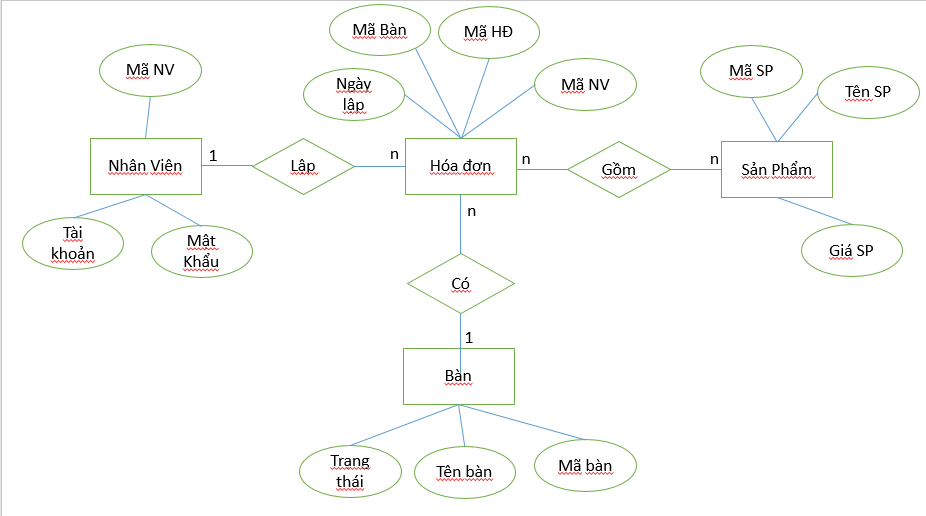 Mã Bàn
Mã HĐ
Mã NV
Ngày
lập
Mã NV
Mã SP
Tên SP
Nhân Viên
1
Lập
n
Hóa đơn
n
Gồm
n
Sản Phẩm
Tài
khoản
Mật
Khẩu
n
Giá SP
Có
1
Bàn
Trạng
thái
Tên bàn
Mã bàn